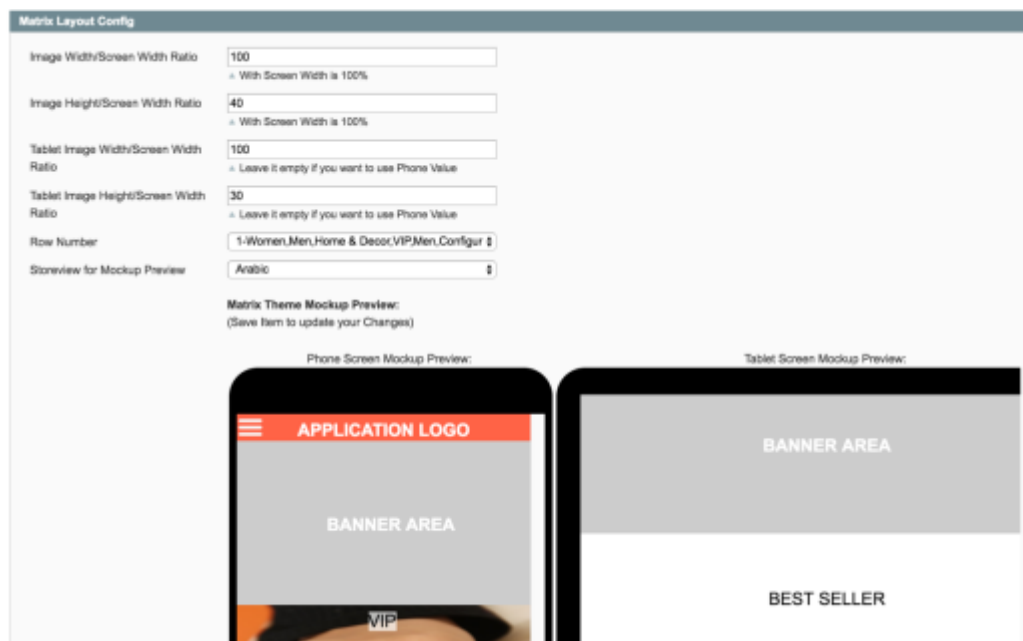 Matrix Layout Config
Image Width/Screen Width Ratio
100
With Screen Width is 100%
Image Height/Screen Width Ratio
40
With Screen Width is 100%
Tablet Image Width/Screen Width
Ratio
100
Leave it empty if you want to use Phone Value
Tablet Image Height/Screen Width
Ratio
30
Leave it empty if you want to use Phone Value
Row Number
1-Women,Men,Home & Decor,VIP,Men,Configur
Storeview for Mockup Preview
Arabic
Matrix Theme Mockup Preview:
(Save Item to update your Changes)
Phone Screen Mockup Preview:
Tablet Screen Mockup Preview:
APPLICATION LOGO
BANNER AREA
BANNER AREA
BEST SELLER
VIP